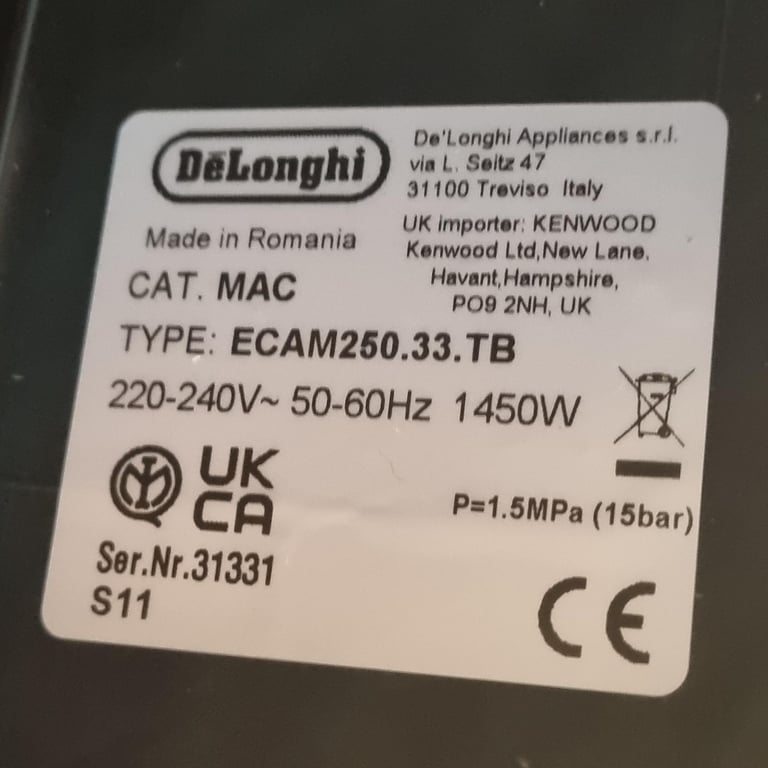 DeLonghi
De'Longhi Appliances s.r.l.
via L. Seitz 47
31100 Treviso Italy
Made in Romania
UK importer: KENWOOD
Kenwood Ltd,New Lane,
Havant,Hampshire,
PO9 2NH, UK
CAT. MAC
TYPE: ECAM250.33.TB
220-240V~ 50-60Hz 1450W
UK
CA
P=1.5MPa (15bar)
Ser.Nr.31331
S11
CE